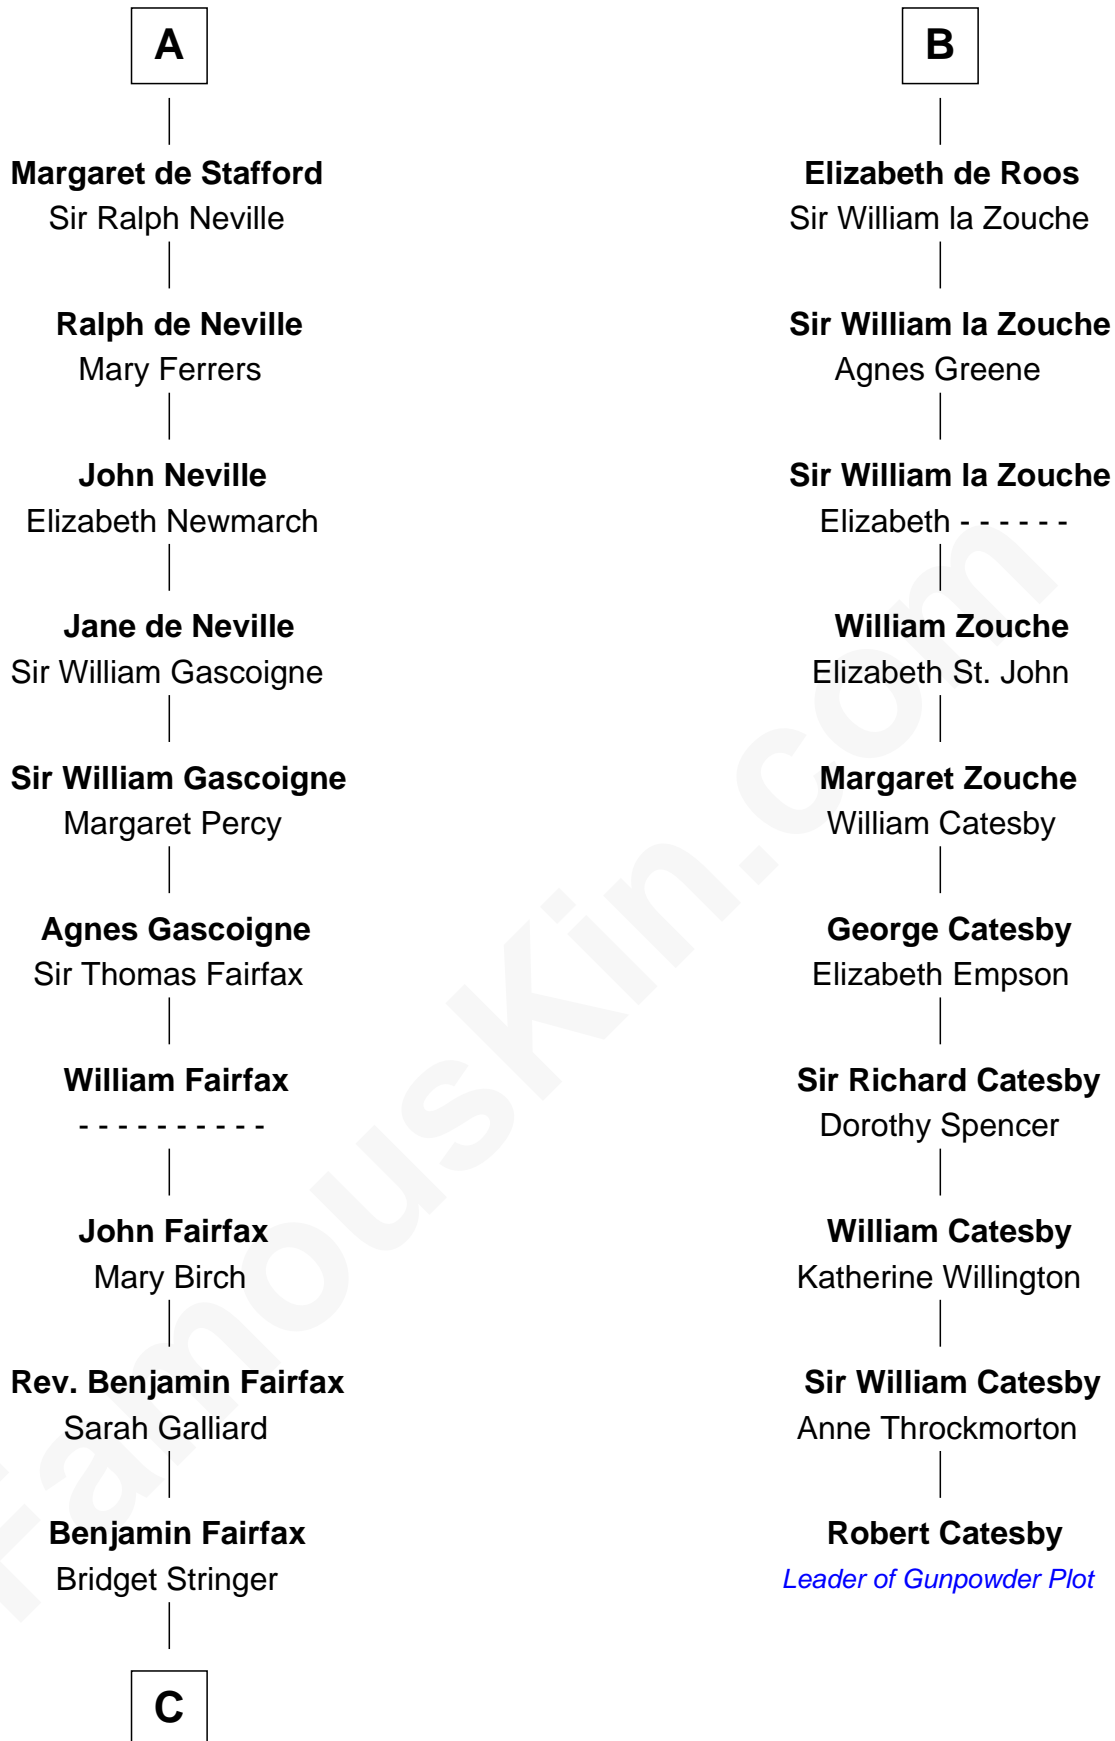 A
Margaret de Stafford
Sir Ralph Neville
Ralph de Neville
Mary Ferrers
John Neville
Elizabeth Newmarch
Jane de Neville
Sir William Gascoigne
Sir William Gascoigne
Margaret Percy
Agnes Gascoigne
Sir Thomas Fairfax
William Fairfax
- - - - - - - - - -
John Fairfax
Mary Birch
Rev. Benjamin Fairfax
Sarah Galliard
Benjamin Fairfax
Bridget Stringer
C
B
Elizabeth de Roos
Sir William la Zouche
Sir William la Zouche
Agnes Greene
Sir William la Zouche
Elizabeth - - - - - -
William Zouche
Elizabeth St. John
Margaret Zouche
William Catesby
George Catesby
Elizabeth Empson
Sir Richard Catesby
Dorothy Spencer
William Catesby
Katherine Willington
Sir William Catesby
Anne Throckmorton
Robert Catesby
Leader of Gunpowder Plot
FamousKin.com